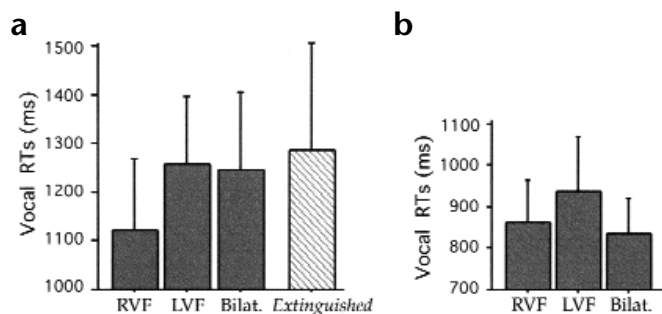 a
Vocal RTs (ms)
1500
1400
1300
1200
1100
1000
RVF LVF Bilat. Extinguished
b
Vocal RTs (ms)
1100
1000
900
800
700
RVF LVF Bilat.